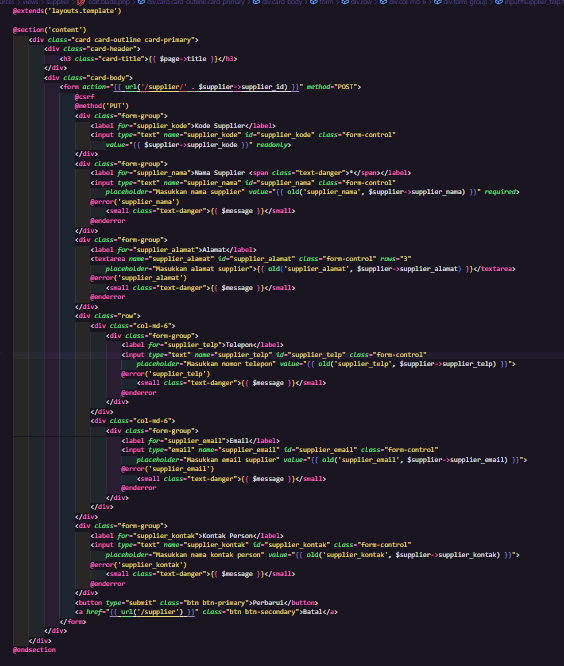 @extends('layouts.template')
@section('content')
<div class="card card-outline card-primary">
<div class="card-header">
<h3 class="card-title">{{ $page->title }}</h3>
</div>
<div class="card-body">
<form action="{{ url('/supplier/' . $supplier->supplier_id) }}" method="POST">
@csrf
@method('PUT')
<div class="form-group">
<label for="supplier_kode">Kode Supplier</label>
<input type="text" name="supplier_kode" id="supplier_kode" class="form-control"
value="{{ $supplier->supplier_kode }}" readonly>
</div>
<div class="form-group">
<label for="supplier_nama">Nama Supplier <span class="text-danger">*</span></label>
<input type="text" name="supplier_nama" id="supplier_nama" class="form-control"
placeholder="Masukkan nama supplier" value="{{ old('supplier_nama', $supplier->supplier_nama) }}" required>
@error('supplier_nama')
<small class="text-danger">{{ $message }}</small>
@enderror
</div>
<div class="form-group">
<label for="supplier_alamat">Alamat</label>
<textarea name="supplier_alamat" id="supplier_alamat" class="form-control" rows="3"
placeholder="Masukkan alamat supplier">{{ old('supplier_alamat', $supplier->supplier_alamat) }}</textarea>
@error('supplier_alamat')
<small class="text-danger">{{ $message }}</small>
@enderror
</div>
<div class="row">
<div class="col-md-6">
<div class="form-group">
<label for="supplier_telp">Telepon</label>
<input type="text" name="supplier_telp" id="supplier_telp" class="form-control"
placeholder="Masukkan nomor telepon" value="{{ old('supplier_telp', $supplier->supplier_telp) }}">
@error('supplier_telp')
<small class="text-danger">{{ $message }}</small>
@enderror
</div>
</div>
<div class="col-md-6">
<div class="form-group">
<label for="supplier_email">Email</label>
<input type="email" name="supplier_email" id="supplier_email" class="form-control"
placeholder="Masukkan email supplier" value="{{ old('supplier_email', $supplier->supplier_email) }}">
@error('supplier_email')
<small class="text-danger">{{ $message }}</small>
@enderror
</div>
</div>
</div>
<div class="form-group">
<label for="supplier_kontak">Kontak Person</label>
<input type="text" name="supplier_kontak" id="supplier_kontak" class="form-control"
placeholder="Masukkan nama kontak person" value="{{ old('supplier_kontak', $supplier->supplier_kontak) }}">
@error('supplier_kontak')
<small class="text-danger">{{ $message }}</small>
@enderror
</div>
<button type="submit" class="btn btn-primary">Perbarui</button>
<a href="{{ url('/supplier') }}" class="btn btn-secondary">Batal</a>
</form>
</div>
</div>
@endsection